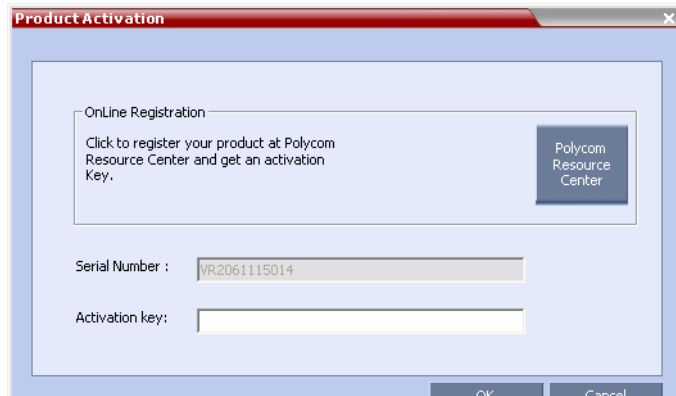 Product Activation
OnLine Registration
Click to register your product at Polycom
Resource Center and get an activation
Key.
Polycom
Resource
Center
Serial Number :
VR2061115014
Activation key:
OK
Cancel